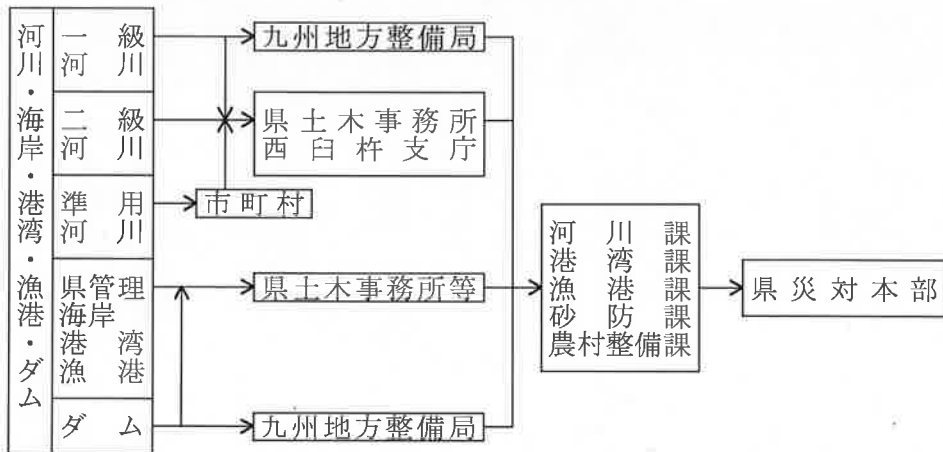 河川・海岸・港湾・漁港・ダム
一級
河川
二級
河川
準用
河川
県管理
海岸
港湾
漁港
ダム
九州地方整備局
県土木事務所
西臼杵支庁
市町村
県土木事務所等
九州地方整備局
河川課
港湾課
漁港課
砂防課
農村整備課
県災対本部